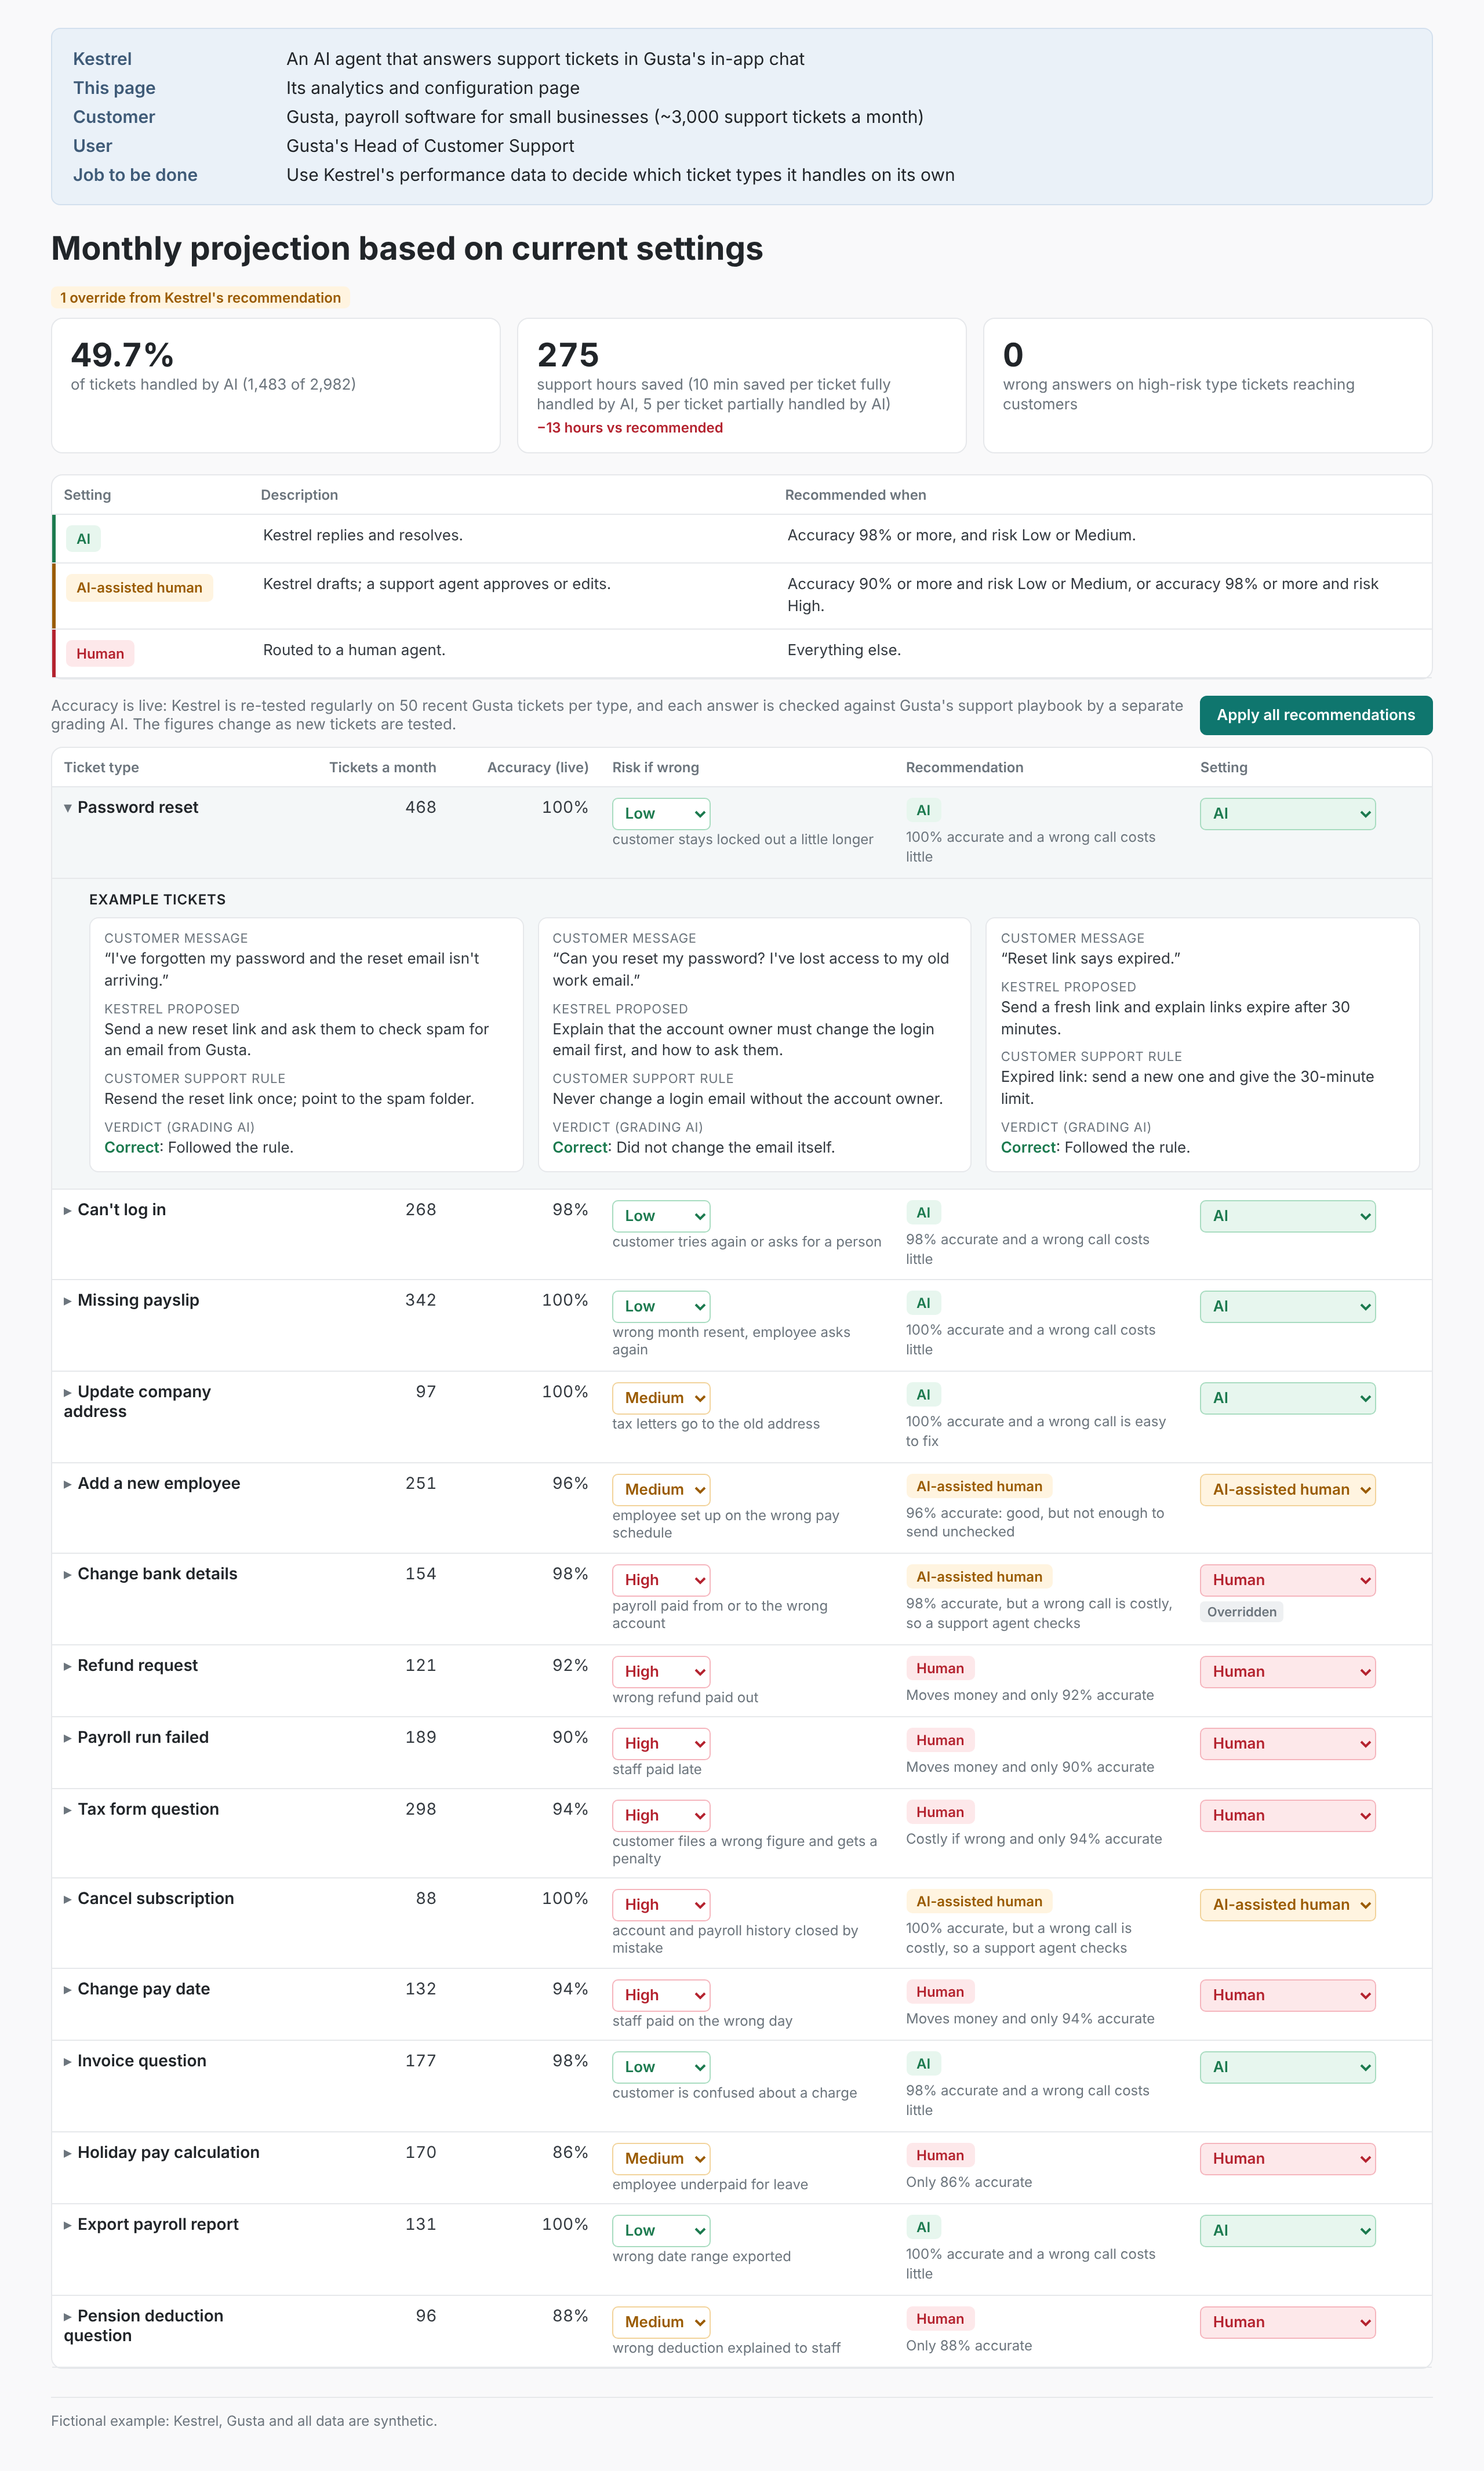 Kestrel An AI agent that answers support tickets in Gusta's in-app chat
This page Its analytics and configuration page
Customer Gusta, payroll software for small businesses (~3,000 support tickets a month)
User Gusta's Head of Customer Support
Job to be done Use Kestrel's performance data to decide which ticket types it handles on its own
Monthly projection based on current settings
1 override from Kestrel's recommendation
49.7%
of tickets handled by AI (1,483 of 2,982)
275
support hours saved (10 min saved per ticket fully
handled by AI, 5 per ticket partially handled by AI)
−13 hours vs recommended
0
wrong answers on high-risk type tickets reaching
customers
Setting Description Recommended when
AI Kestrel replies and resolves. Accuracy 98% or more, and risk Low or Medium.
AI-assisted human Kestrel drafts; a support agent approves or edits. Accuracy 90% or more and risk Low or Medium, or accuracy 98% or more and risk
High.
Human Routed to a human agent. Everything else.
Accuracy is live: Kestrel is re-tested regularly on 50 recent Gusta tickets per type, and each answer is checked against Gusta's support playbook by a separate
grading AI. The figures change as new tickets are tested.
Apply all recommendations
Ticket type Tickets a month Accuracy (live) Risk if wrong Recommendation Setting
▾ Password reset 468 100% Low AI AI
customer stays locked out a little longer 100% accurate and a wrong call costs
little
EXAMPLE TICKETS
CUSTOMER MESSAGE
“I've forgotten my password and the reset email isn't
arriving.”
KESTREL PROPOSED
Send a new reset link and ask them to check spam for
an email from Gusta.
CUSTOMER SUPPORT RULE
Resend the reset link once; point to the spam folder.
VERDICT (GRADING AI)
Correct: Followed the rule.
CUSTOMER MESSAGE
“Can you reset my password? I've lost access to my old
work email.”
KESTREL PROPOSED
Explain that the account owner must change the login
email first, and how to ask them.
CUSTOMER SUPPORT RULE
Never change a login email without the account owner.
VERDICT (GRADING AI)
Correct: Did not change the email itself.
CUSTOMER MESSAGE
“Reset link says expired.”
KESTREL PROPOSED
Send a fresh link and explain links expire after 30
minutes.
CUSTOMER SUPPORT RULE
Expired link: send a new one and give the 30-minute
limit.
VERDICT (GRADING AI)
Correct: Followed the rule.
▸ Can't log in 268 98% Low AI AI
customer tries again or asks for a person 98% accurate and a wrong call costs
little
▸ Missing payslip 342 100% Low AI AI
wrong month resent, employee asks 100% accurate and a wrong call costs
again little
▸ Update company 97 100% Medium AI AI
address tax letters go to the old address 100% accurate and a wrong call is easy
to fix
▸ Add a new employee 251 96% Medium AI-assisted human AI-assisted human
employee set up on the wrong pay 96% accurate: good, but not enough to
schedule send unchecked
▸ Change bank details 154 98% High AI-assisted human Human
payroll paid from or to the wrong 98% accurate, but a wrong call is costly, Overridden
account so a support agent checks
▸ Refund request 121 92% High Human Human
wrong refund paid out Moves money and only 92% accurate
▸ Payroll run failed 189 90% High Human Human
staff paid late Moves money and only 90% accurate
▸ Tax form question 298 94% High Human Human
customer files a wrong figure and gets a Costly if wrong and only 94% accurate
penalty
▸ Cancel subscription 88 100% High AI-assisted human AI-assisted human
account and payroll history closed by 100% accurate, but a wrong call is
mistake costly, so a support agent checks
▸ Change pay date 132 94% High Human Human
staff paid on the wrong day Moves money and only 94% accurate
▸ Invoice question 177 98% Low AI AI
customer is confused about a charge 98% accurate and a wrong call costs
little
▸ Holiday pay calculation 170 86% Medium Human Human
employee underpaid for leave Only 86% accurate
▸ Export payroll report 131 100% Low AI AI
wrong date range exported 100% accurate and a wrong call costs
little
▸ Pension deduction 96 88% Medium Human Human
question wrong deduction explained to staff Only 88% accurate
Fictional example: Kestrel, Gusta and all data are synthetic.